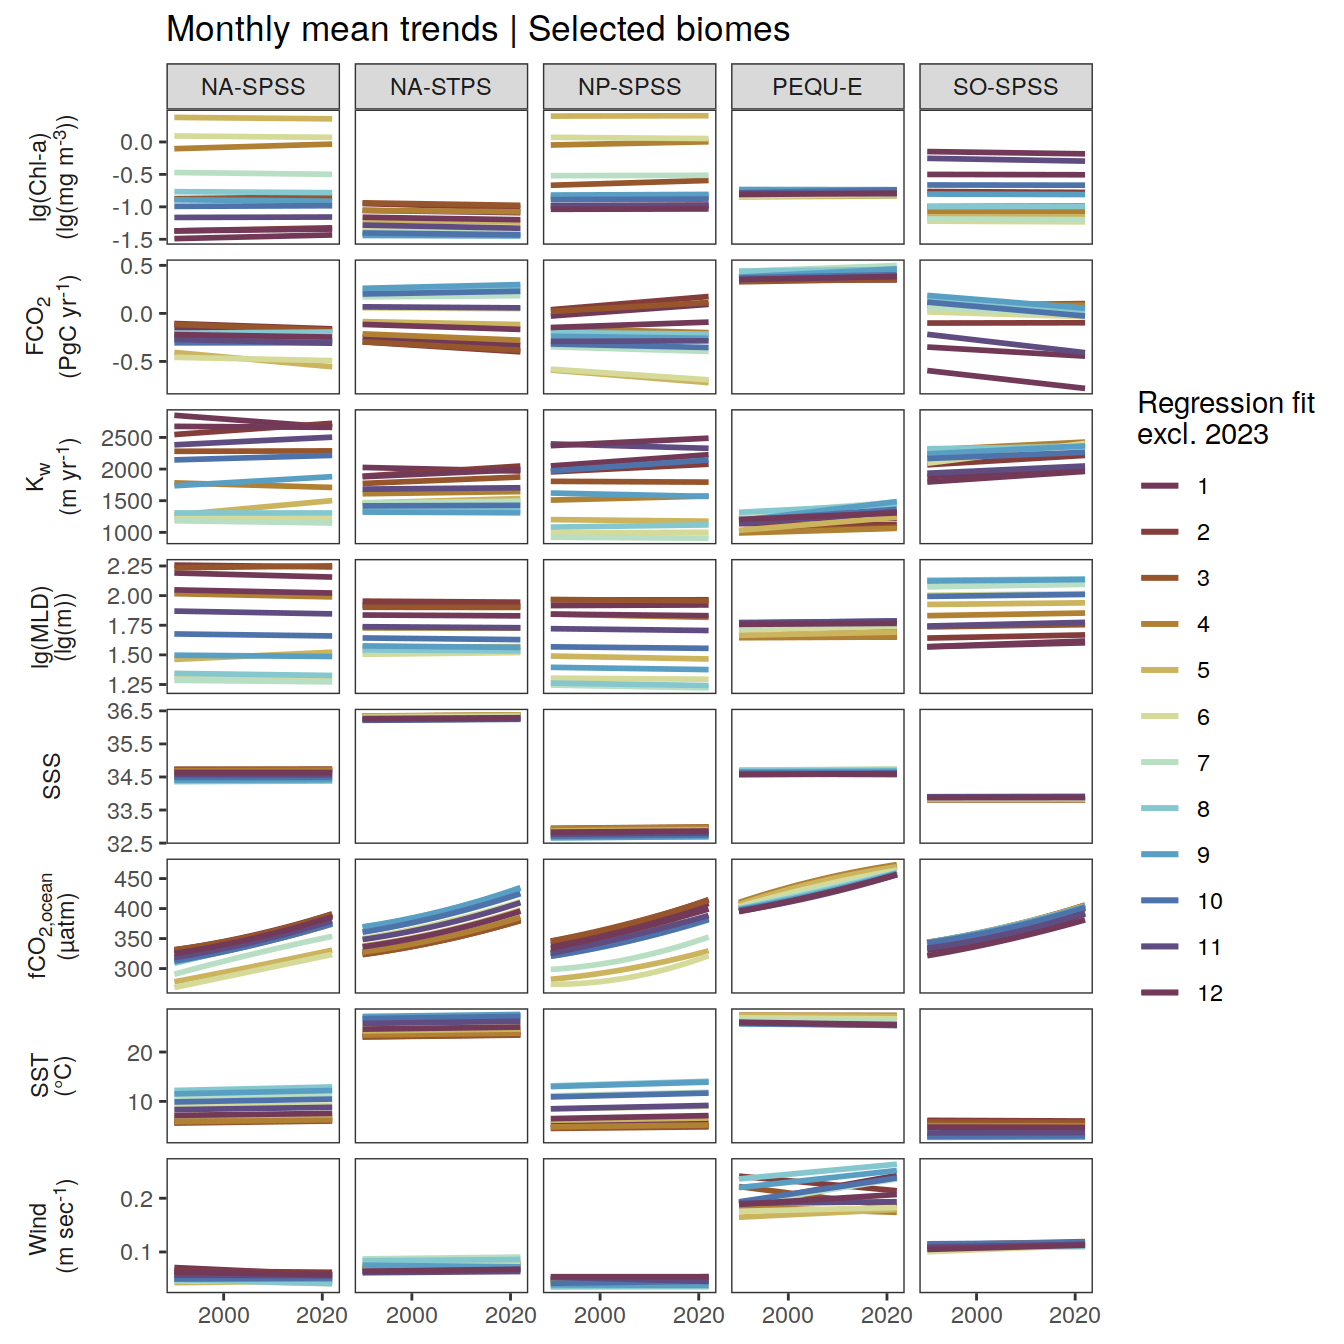 Monthly mean trends | Selected biomes
NA-SPSS NA-STPS NP-SPSS PEQU-E SO-SPSS
lg(Chl-a)
(lg(mg m⁻³))
0.0
-0.5
-1.0
-1.5
FCO₂
(PgC yr⁻¹)
0.5
0.0
-0.5
K_w
(m yr⁻¹)
2500
2000
1500
1000
lg(MLD)
(lg(m))
2.25
2.00
1.75
1.50
1.25
SSS
36.5
35.5
34.5
33.5
32.5
fCO₂,ocean
(µatm)
450
400
350
300
SST
(°C)
20
10
Wind
(m sec⁻¹)
0.2
0.1
2000 2020 2000 2020 2000 2020 2000 2020 2000 2020
Regression fit
excl. 2023
1
2
3
4
5
6
7
8
9
10
11
12